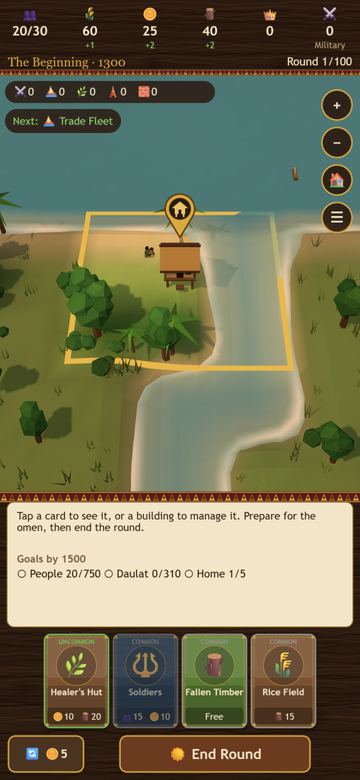 20/30 60 25 40 0 0
+1 +2 +2 Military
The Beginning · 1300 Round 1/100
0 0 0 0 0
Next: Trade Fleet
+
−
Tap a card to see it, or a building to manage it. Prepare for the
omen, then end the round.
Goals by 1500
People 20/750 Daulat 0/310 Home 1/5
UNCOMMON COMMON COMMON COMMON
Healer's Hut Soldiers Fallen Timber Rice Field
10 20 15 10 Free 15
5 End Round